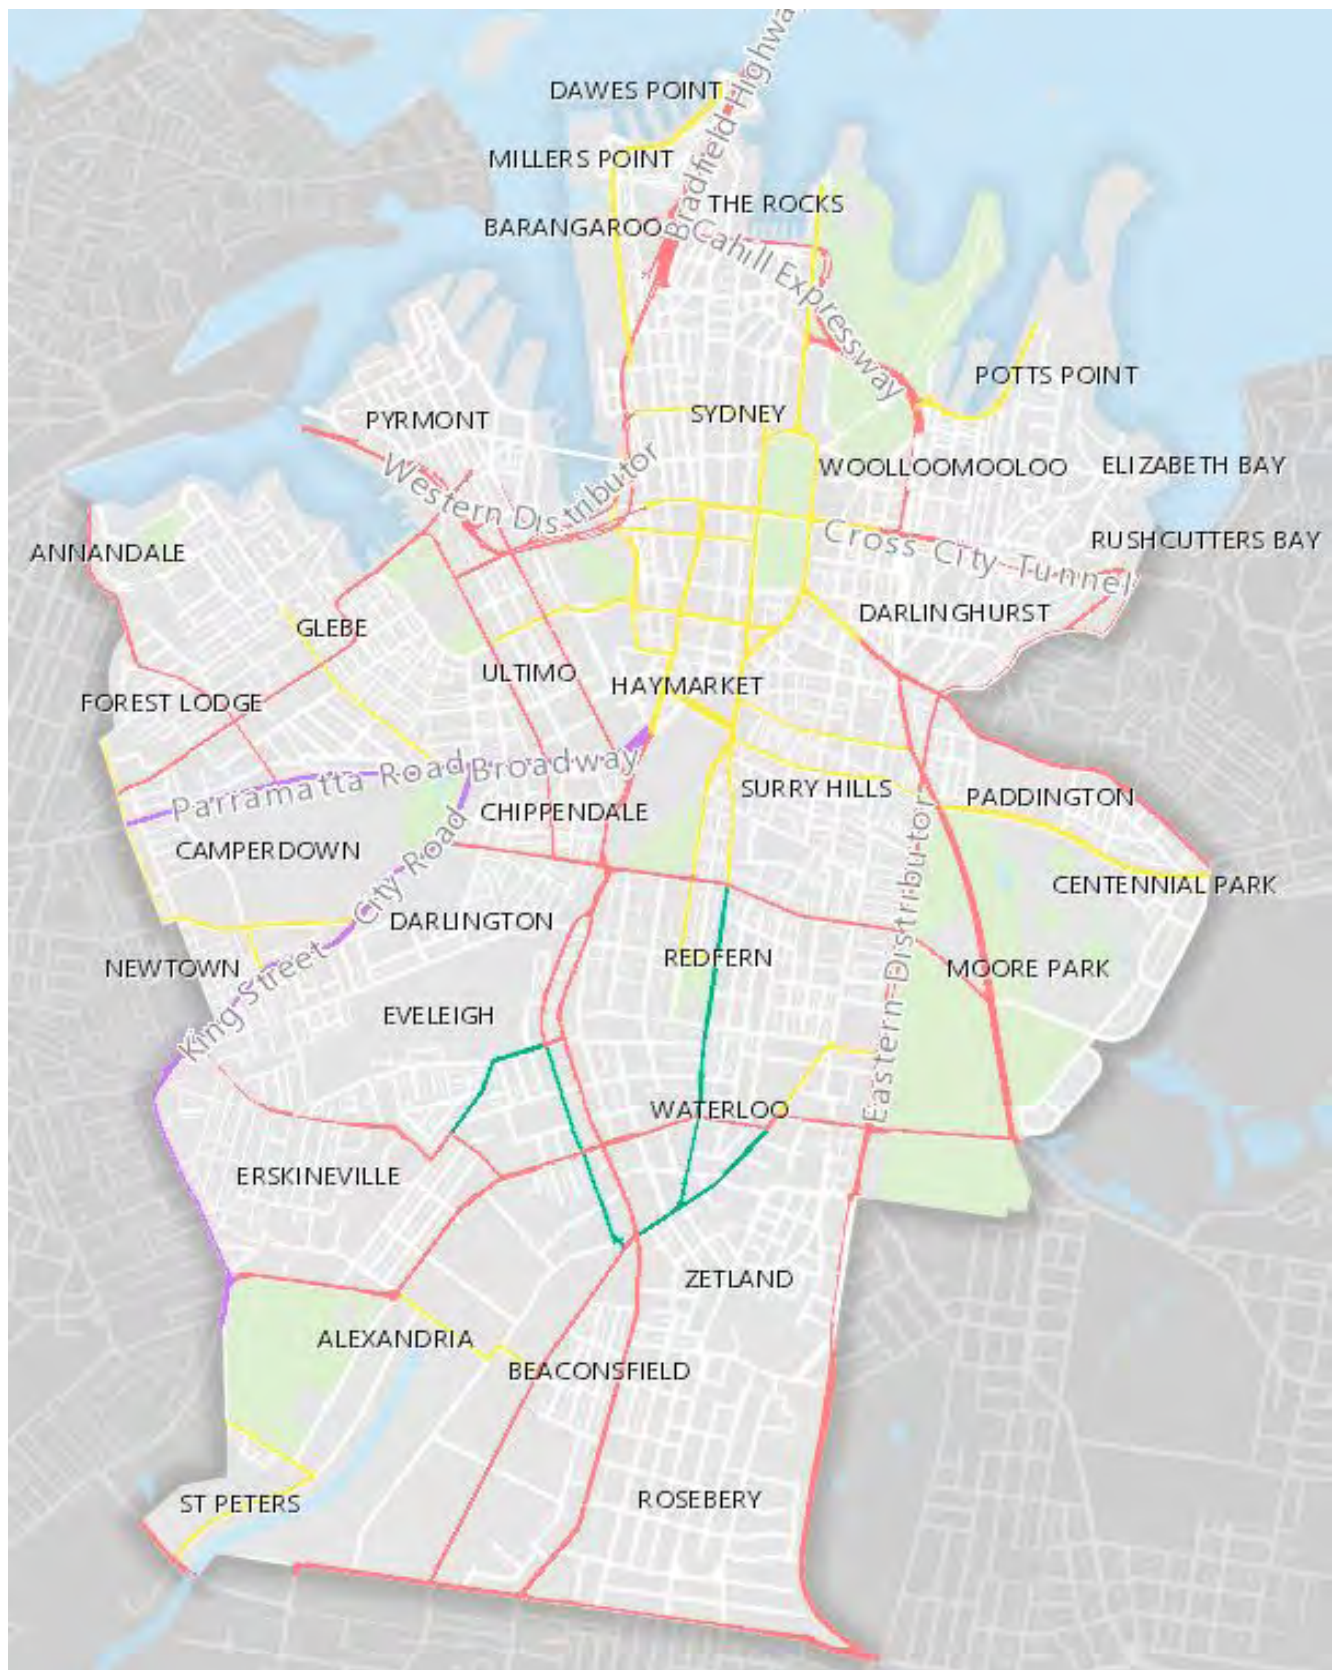 Bradfield Highway
DAWES POINT
MILLERS POINT
THE ROCKS
BARANGAROO
Cahill Expressway
POTTS POINT
SYDNEY
PYRMONT
Western Distributor
WOOLLOOMOOLOO
ELIZABETH BAY
Cross City Tunnel
RUSHCUTTERS BAY
ANNANDALE
DARLINGHURST
GLEBE
ULTIMO
HAYMARKET
FOREST LODGE
Parramatta Road
Broadway
SURRY HILLS
PADDINGTON
CHIPPENDALE
CAMPERDOWN
City Road
CENTENNIAL PARK
DARLINGTON
Eastern Distributor
REDFERN
NEWTOWN
MOORE PARK
King Street
EVELEIGH
WATERLOO
ERSKINEVILLE
ZETLAND
ALEXANDRIA
BEACONSFIELD
ROSEBERY
ST PETERS